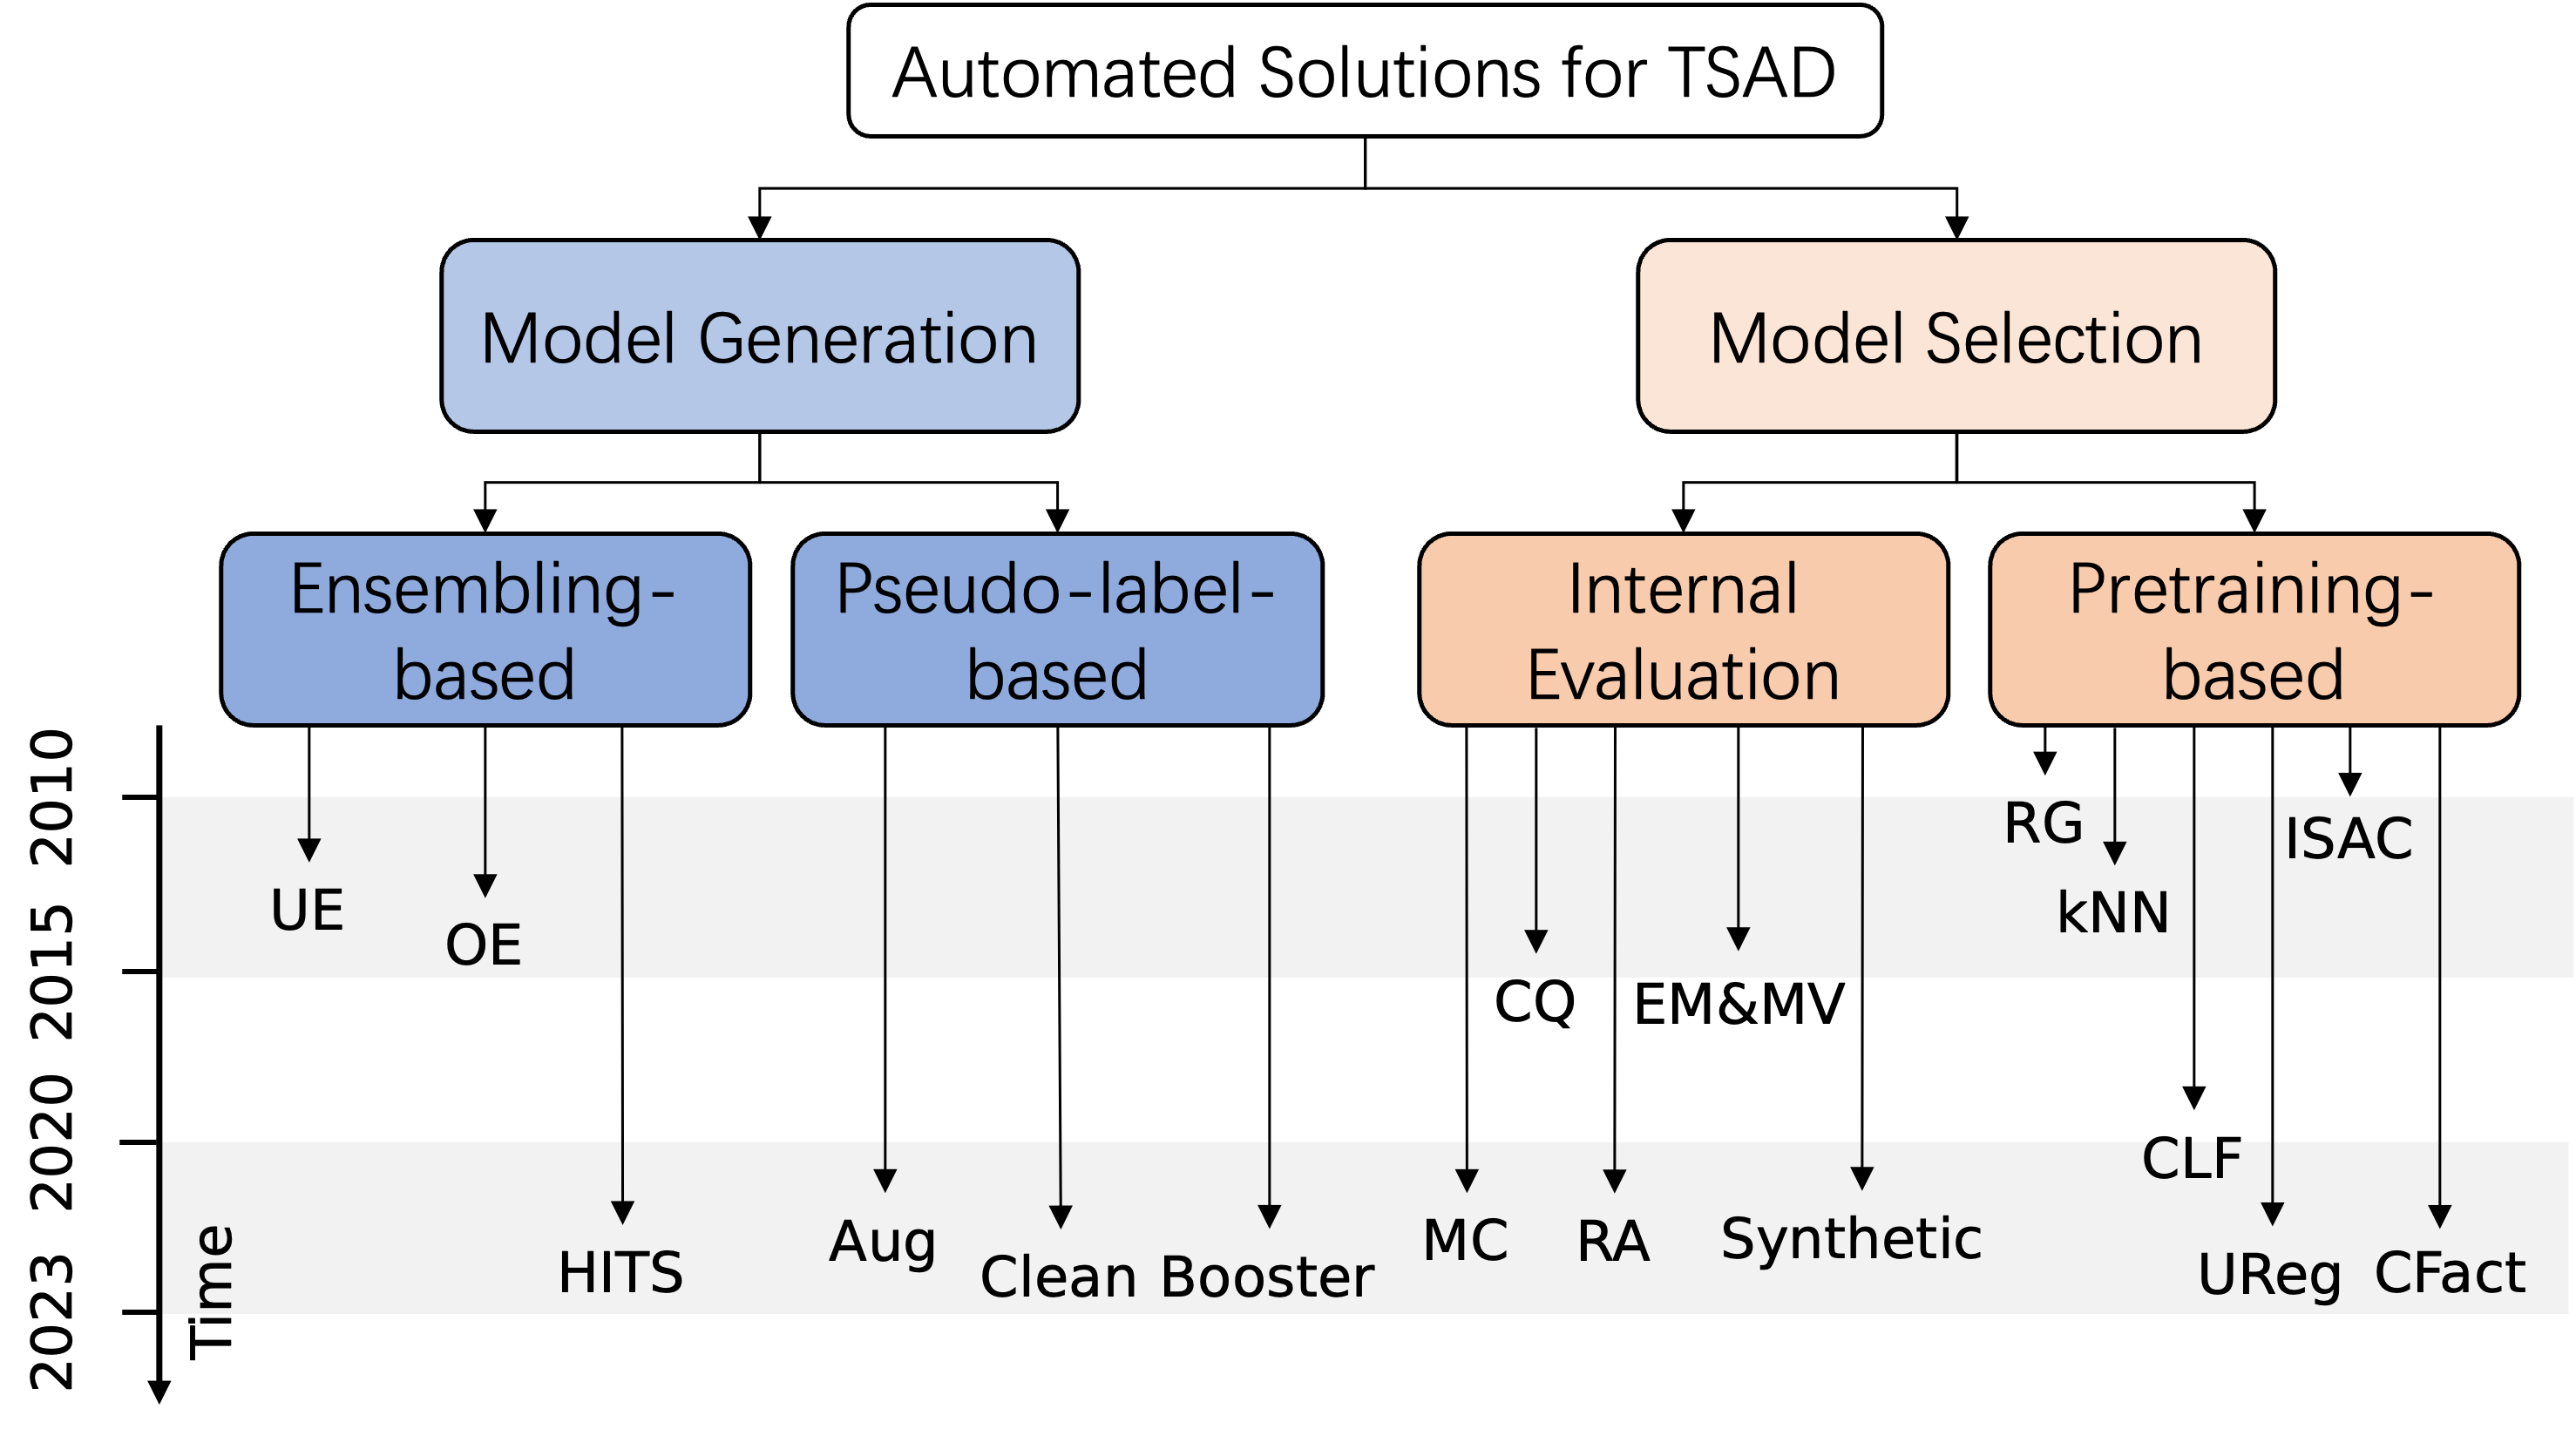 Automated Solutions for TSAD
Model Generation
Model Selection
Ensembling-
based
Pseudo-label-
based
Internal
Evaluation
Pretraining-
based
2010
2015
2020
2023
Time
UE
OE
HITS
Aug
Clean
Booster
MC
CQ
RA
EM&MV
Synthetic
RG
kNN
CLF
UReg
ISAC
CFact